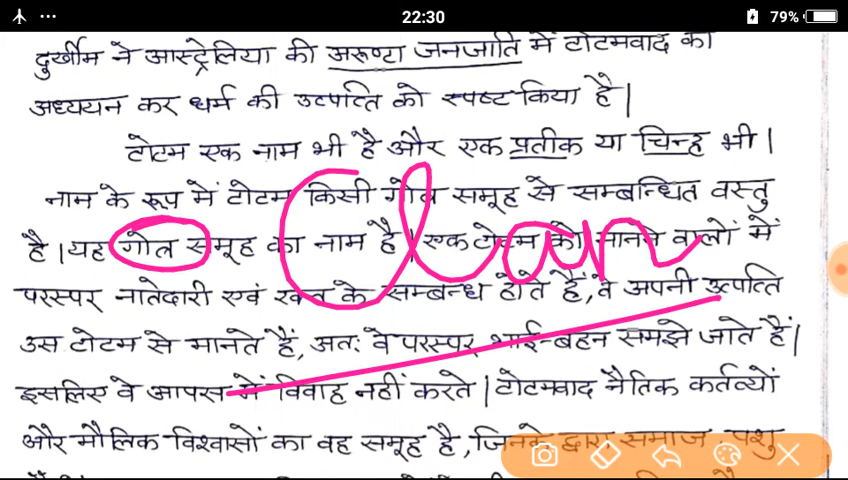 22:30
79%
दुर्खीम ने आस्ट्रेलिया की अरुण्टा जनजाति में टोटमवाद का
अध्ययन कर धर्म की उत्पत्ति को स्पष्ट किया है|
टोटम एक नाम भी है और एक प्रतीक या चिन्ह भी|
नाम के रूप में टोटम किसी गोत्र समूह से सम्बन्धित वस्तु
है|यह गोत्र समूह का नाम है|एक टोटम को मानने वालों में
Clan
परस्पर नातेदारी एवं रक्त के सम्बन्ध होते हैं, वे अपनी उत्पत्ति
उस टोटम से मानते हैं, अतः वे परस्पर भाई-बहन समझे जाते हैं|
इसलिए वे आपस में विवाह नहीं करते|टोटमवाद नैतिक कर्तव्यों
और मौलिक विश्वासों का वह समूह है, जिनके द्वारा समाज, पशु